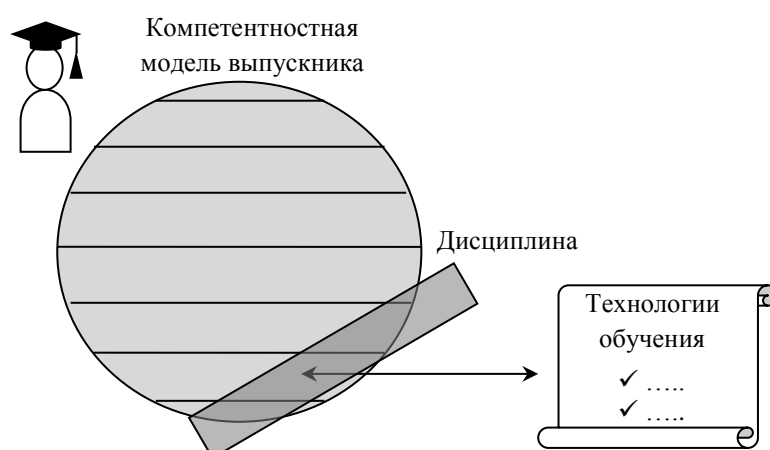 Компетентностная
модель выпускника
Дисциплина
Технологии
обучения
✓ …..
✓ …..